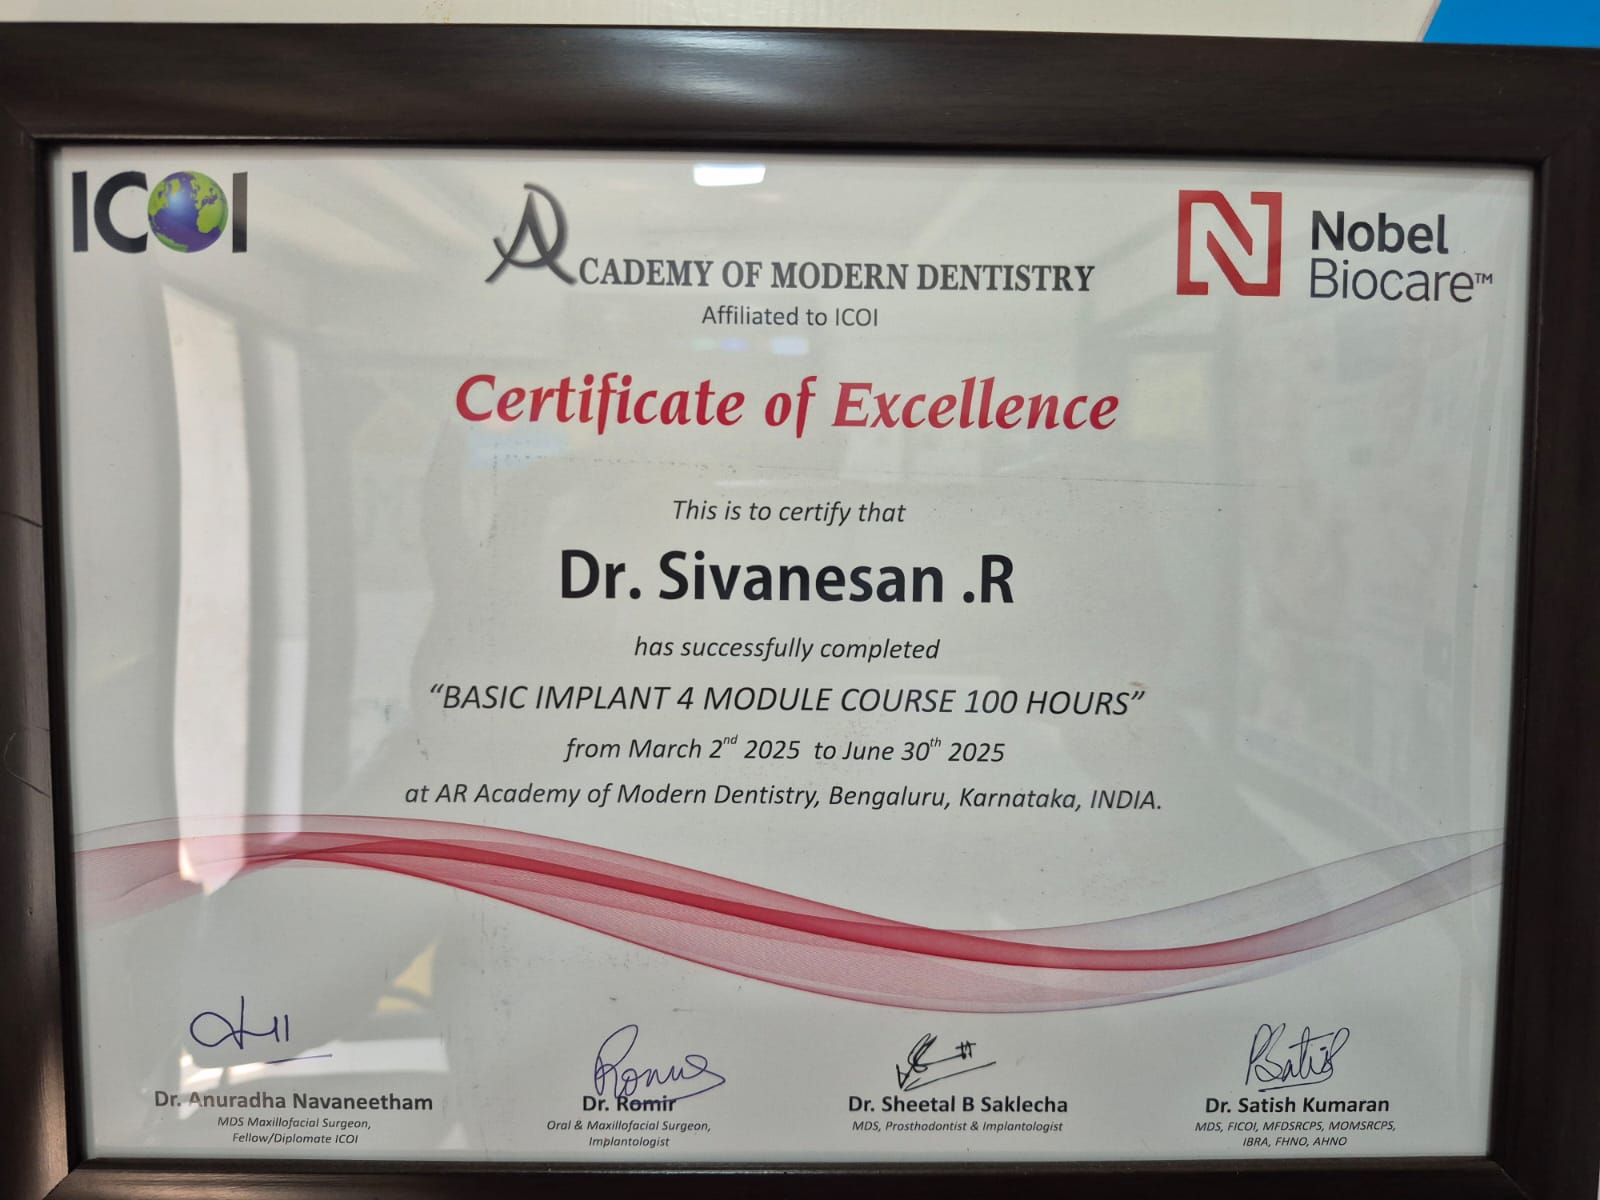 ICOI
ACADEMY OF MODERN DENTISTRY
Affiliated to ICOI
Nobel
Biocare™
Certificate of Excellence
This is to certify that
Dr. Sivanesan .R
has successfully completed
“BASIC IMPLANT 4 MODULE COURSE 100 HOURS”
from March 2nd 2025 to June 30th 2025
at AR Academy of Modern Dentistry, Bengaluru, Karnataka, INDIA.
Dr. Anuradha Navaneetham
MDS Maxillofacial Surgeon,
Fellow/Diplomate ICOI
Dr. Romir
Oral & Maxillofacial Surgeon,
Implantologist
Dr. Sheetal B Saklecha
MDS, Prosthodontist & Implantologist
Dr. Satish Kumaran
MDS, FICOI, MFDSRCPS, MOMSRCPS,
IBRA, FHNO, AHNO